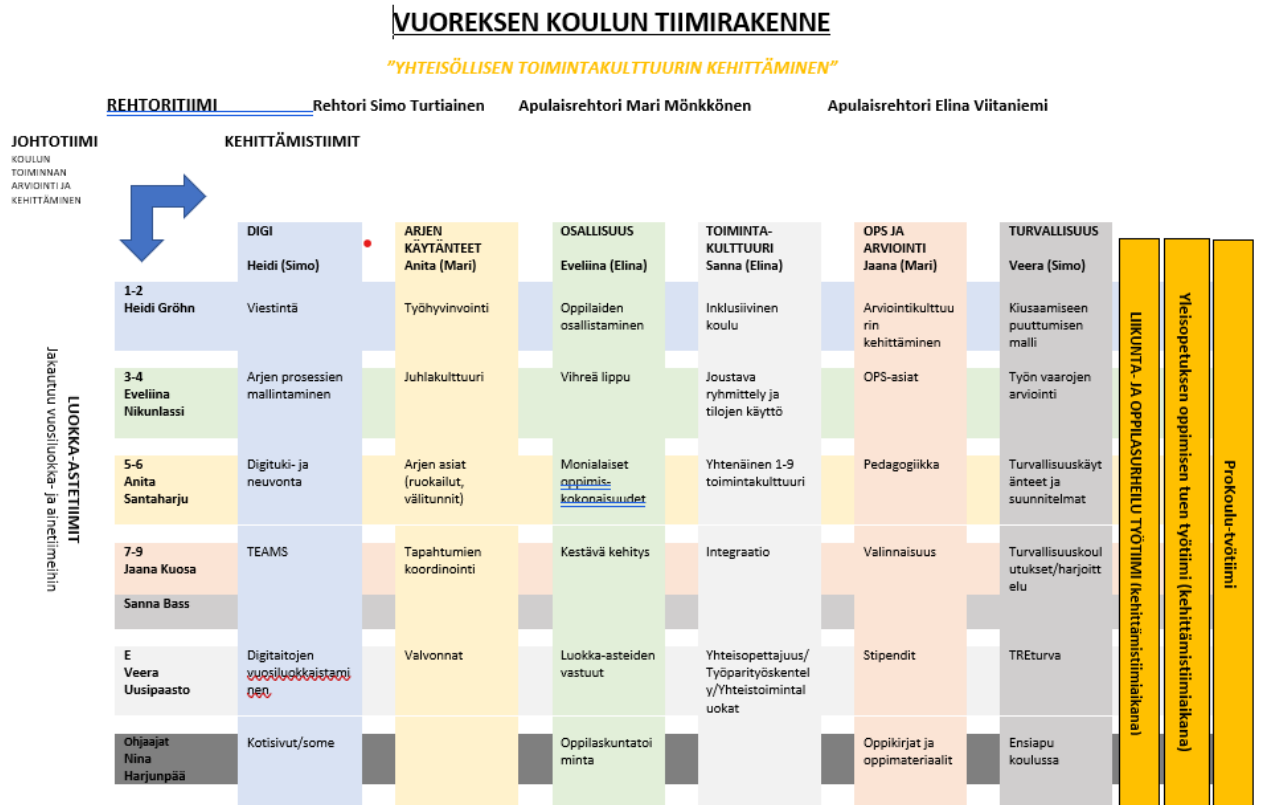 VUOREKSEN KOULUN TIIMIRAKENNE
”YHTEISÖLLISEN TOIMINTAKULTTUURIN KEHITTÄMINEN”
REHTORITIIMI Rehtori Simo Turtiainen Apulaisrehtori Mari Mönkkönen Apulaisrehtori Elina Viitaniemi
JOHTOTIIMI
KOULUN
TOIMINNAN
ARVIOINTI JA
KEHITTÄMINEN
KEHITTÄMISTIIMIT
DIGI
Heidi (Simo)
ARJEN
KÄYTÄNTEET
Anita (Mari)
OSALLISUUS
Eveliina (Elina)
TOIMINTA-
KULTTUURI
Sanna (Elina)
OPS JA
ARVIOINTI
Jaana (Mari)
TURVALLISUUS
Veera (Simo)
1-2
Heidi Gröhn
Viestintä
Työhyvinvointi
Oppilaiden
osallistaminen
Inklusiivinen
koulu
Arviointikulttuu
rin
kehittäminen
Kiusaamiseen
puuttumisen
malli
3-4
Eveliina
Nikunlassi
Arjen prosessien
mallintaminen
Juhlakulttuuri
Vihreä lippu
Joustava
ryhmittely ja
tilojen käyttö
OPS-asiat
Työn vaarojen
arviointi
5-6
Anita
Santaharju
Digituki- ja
neuvonta
Arjen asiat
(ruokailut,
välitunnit)
Monialaiset
oppimis-
kokonaisuudet
Yhtenäinen 1-9
toimintakulttuuri
Pedagogiikka
Turvallisuuskäyt
änteet ja
suunnitelmat
7-9
Jaana Kuosa
TEAMS
Tapahtumien
koordinointi
Kestävä kehitys
Integraatio
Valinnaisuus
Turvallisuuskoul
utukset/harjoitt
elu
Sanna Bass
E
Veera
Uusipaasto
Digitaitojen
vuosiluokkaistami
nen
Valvonnat
Luokka-asteiden
vastuut
Yhteisopettajuus/
Työparityöskentel
y/Yhteistoimintal
uokat
Stipendit
TREturva
Ohjaajat
Nina
Harjunpää
Kotisivut/some
Oppilaskuntatoi
minta
Oppikirjat ja
oppimateriaalit
Ensiapu
koulussa
LUOKKA-ASTETIIMIT
Jakautuu vuosiluokka- ja ainetiimeihin
LIIKUNTA- JA OPPILASURHEILU TYÖTIIMI (kehittämistiimiaikana)
Yleisopetuksen oppimisen tuen työtiimi (kehittämistiimiaikana)
ProKoulu-työtiimi